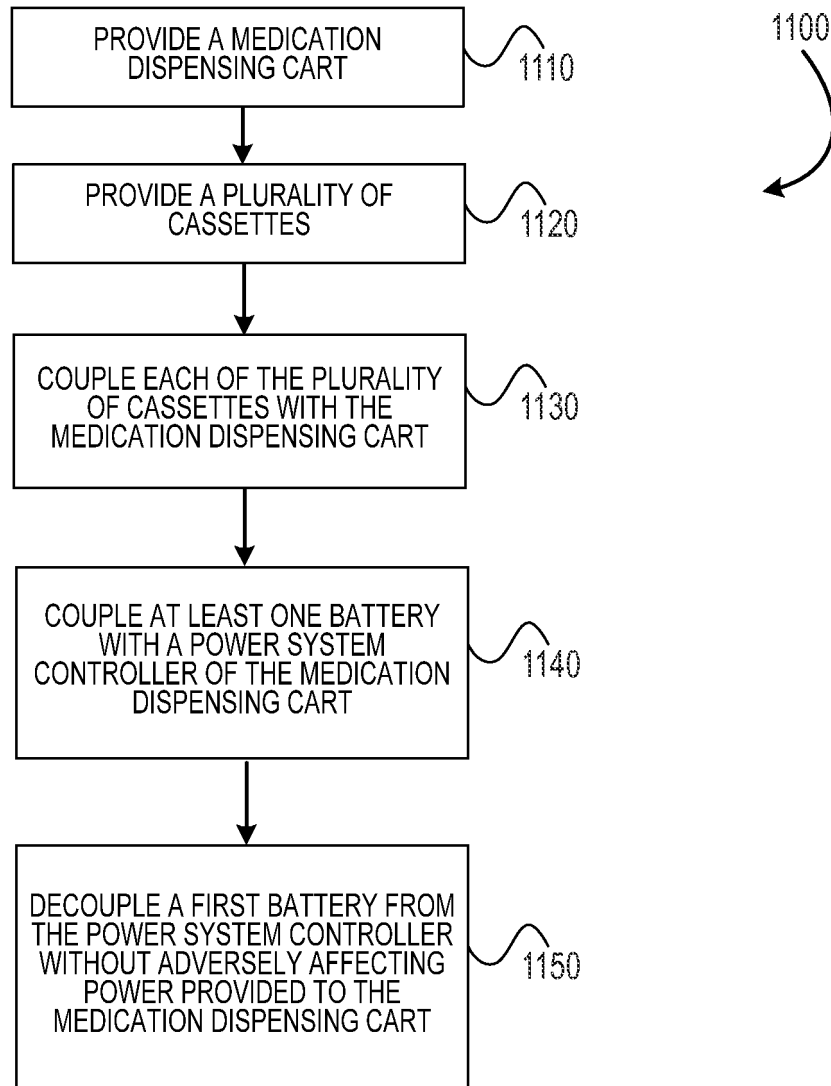 PROVIDE A MEDICATION
DISPENSING CART
1110
1100
PROVIDE A PLURALITY OF
CASSETTES
1120
COUPLE EACH OF THE PLURALITY
OF CASSETTES WITH THE
MEDICATION DISPENSING CART
1130
COUPLE AT LEAST ONE BATTERY
WITH A POWER SYSTEM
CONTROLLER OF THE MEDICATION
DISPENSING CART
1140
DECOUPLE A FIRST BATTERY FROM
THE POWER SYSTEM CONTROLLER
WITHOUT ADVERSELY AFFECTING
POWER PROVIDED TO THE
MEDICATION DISPENSING CART
1150